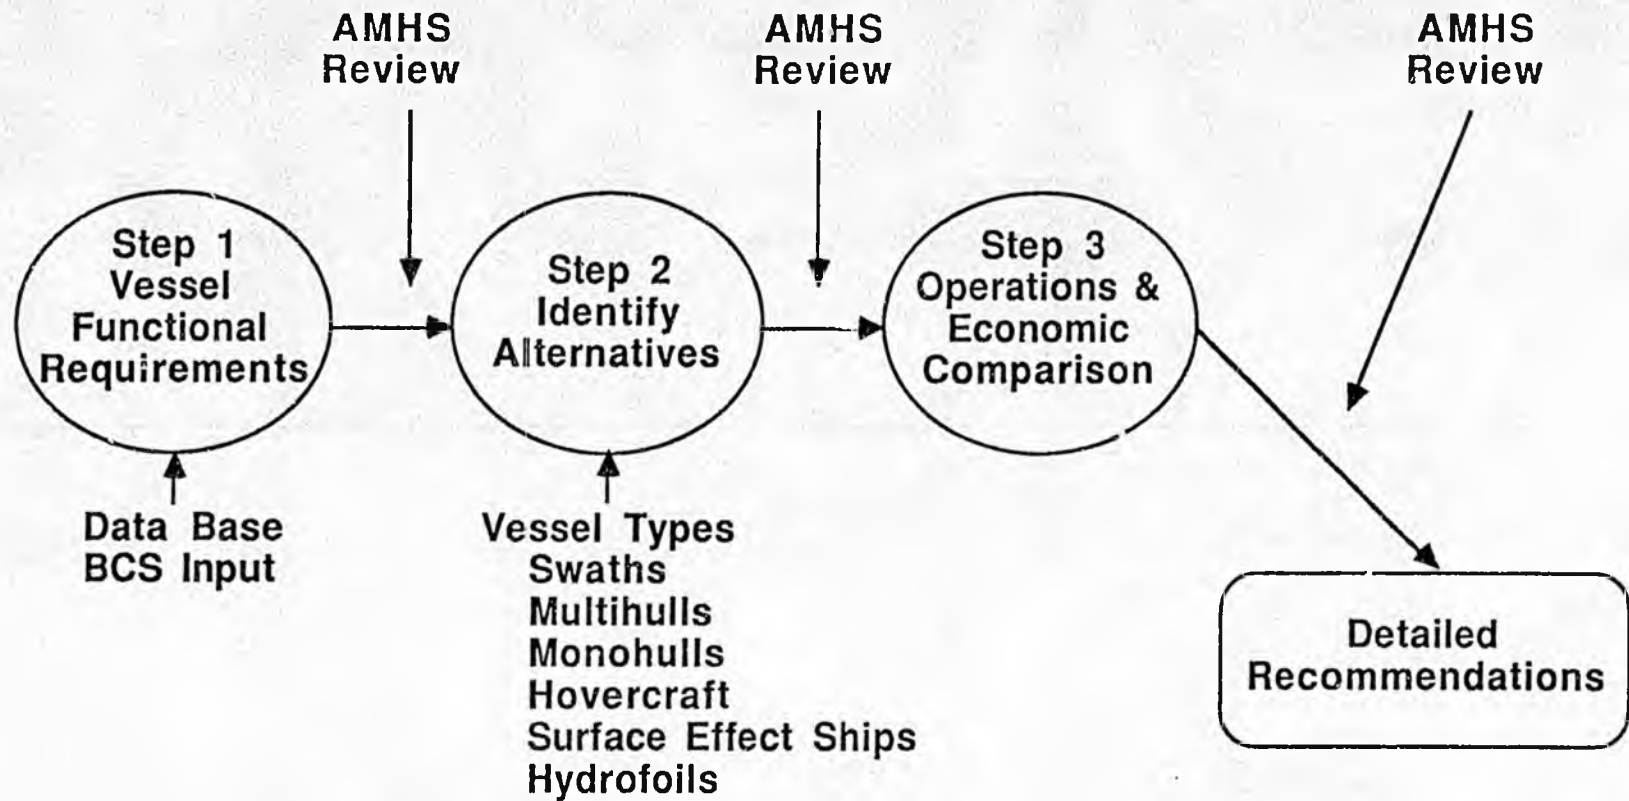 AMHS
Review
AMHS
Review
AMHS
Review
Step 1
Vessel
Functional
Requirements
Step 2
Identify
Alternatives
Step 3
Operations &
Economic
Comparison
Data Base
BCS Input
Vessel Types
Swaths
Multihulls
Monohulls
Hovercraft
Surface Effect Ships
Hydrofoils
Detailed
Recommendations